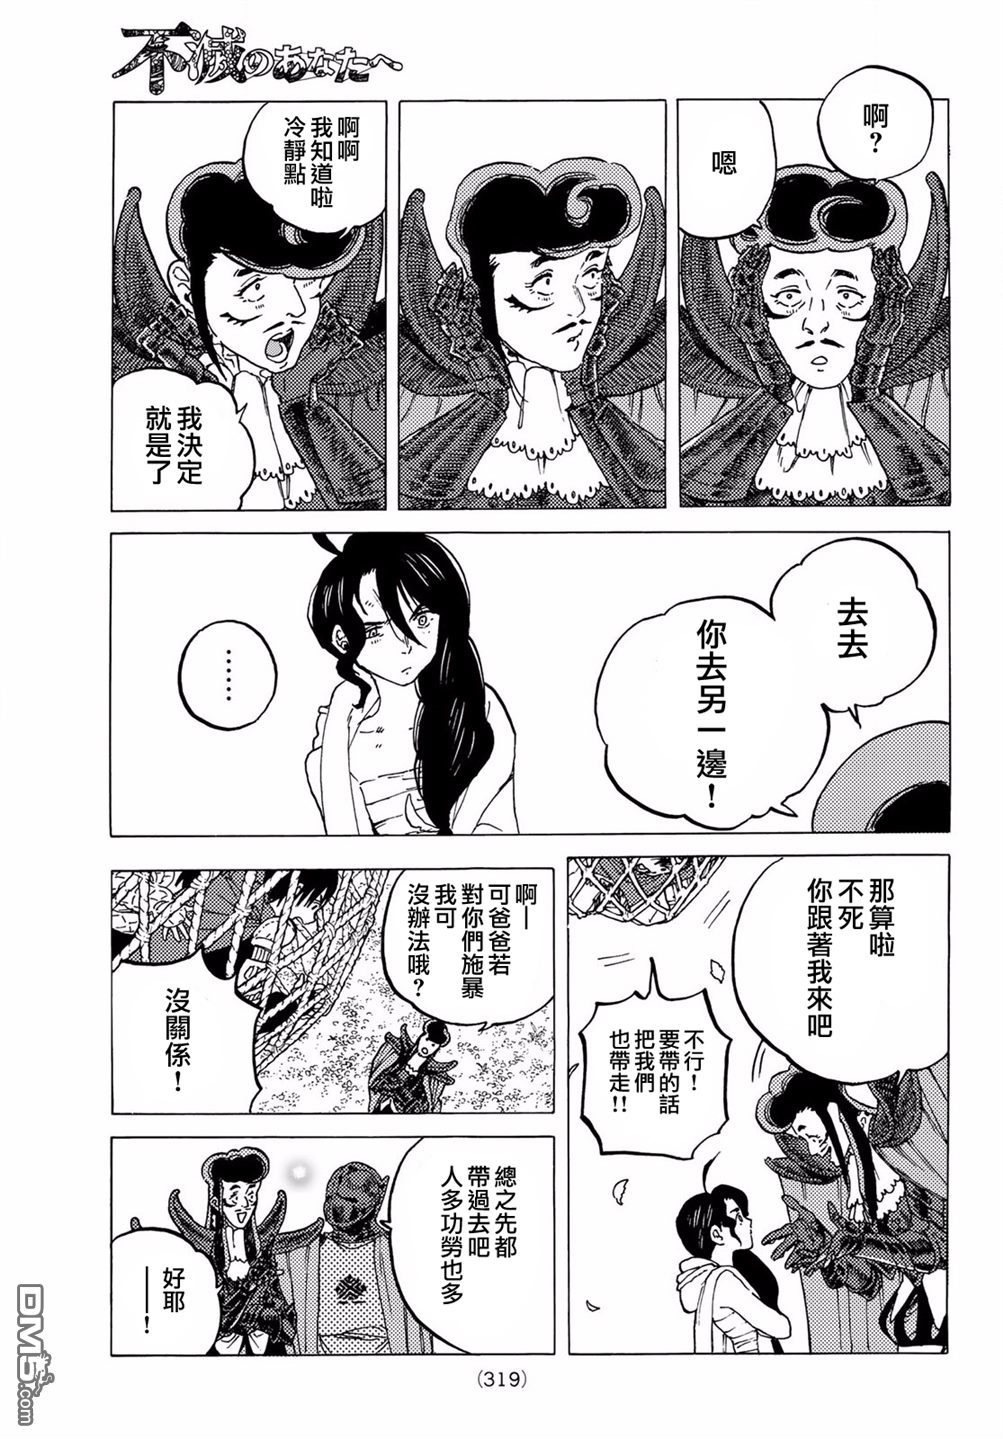 不滅のあなたへ
啊？
嗯
啊啊
我知道啦
冷靜點
我決定
就是了
去去
你去另一邊！
……
那算啦
不死
你跟著我來吧
不行！
要帶的話
把我們
也帶走!!
啊—
可爸爸若
對你們施暴
我可
沒辦法哦？
沒關係！
總之先都
帶過去吧
人多功勞也多
好耶
——！
(319)
DM5.com